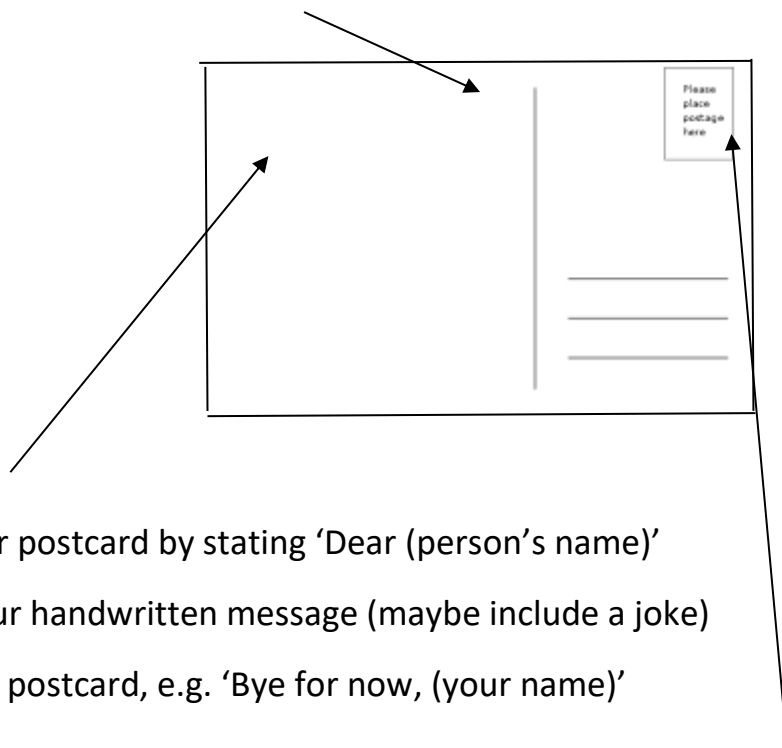 Please
place
postage
here
r postcard by stating ‘Dear (person’s name)’
ur handwritten message (maybe include a joke)
postcard, e.g. ‘Bye for now, (your name)’